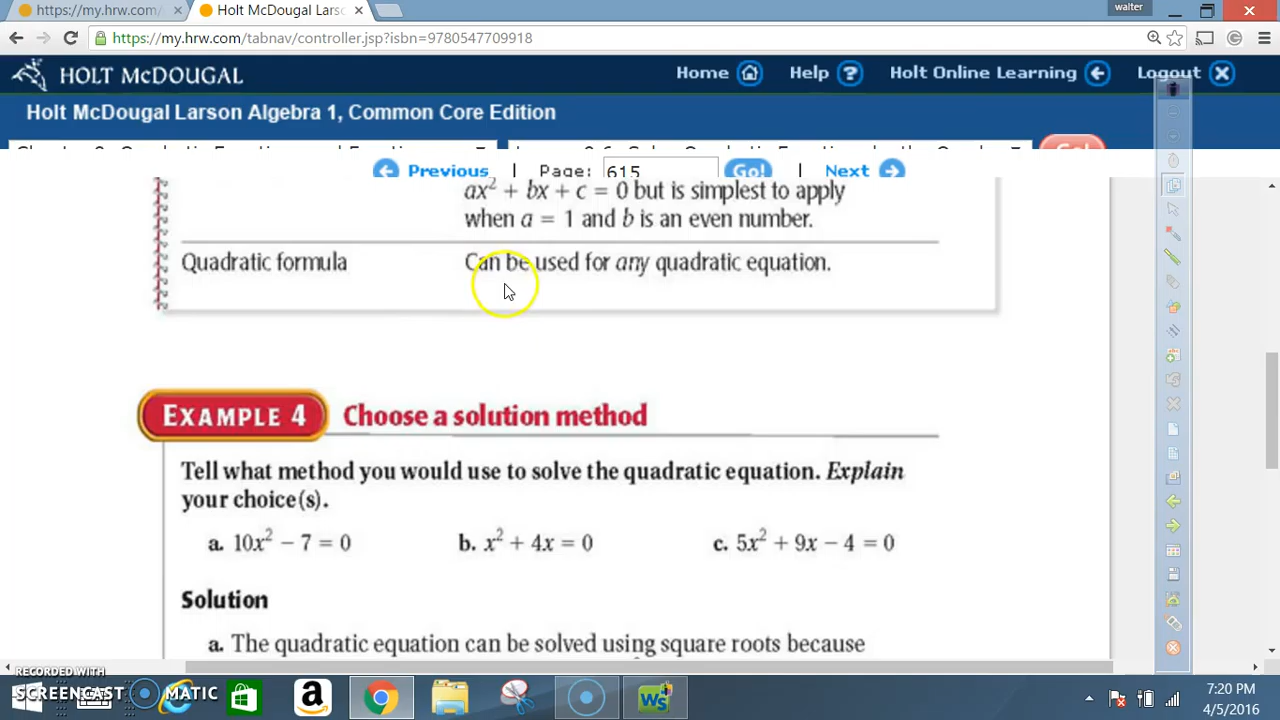 https://my.hrw.com/
Holt McDougal Larso
walter
https://my.hrw.com/tabnav/controller.jsp?isbn=9780547709918
HOLT MCDOUGAL
Home
Help
Holt Online Learning
Logout
Holt McDougal Larson Algebra 1, Common Core Edition
Previous | Page: 615 Go! | Next
ax² + bx + c = 0 but is simplest to apply
when a = 1 and b is an even number.
Quadratic formula
Can be used for any quadratic equation.
EXAMPLE 4 Choose a solution method
Tell what method you would use to solve the quadratic equation. Explain
your choice(s).
a. 10x² − 7 = 0 b. x² + 4x = 0 c. 5x² + 9x − 4 = 0
Solution
a. The quadratic equation can be solved using square roots because
RECORDED WITH
SCREENCAST MATIC
7:20 PM
4/5/2016